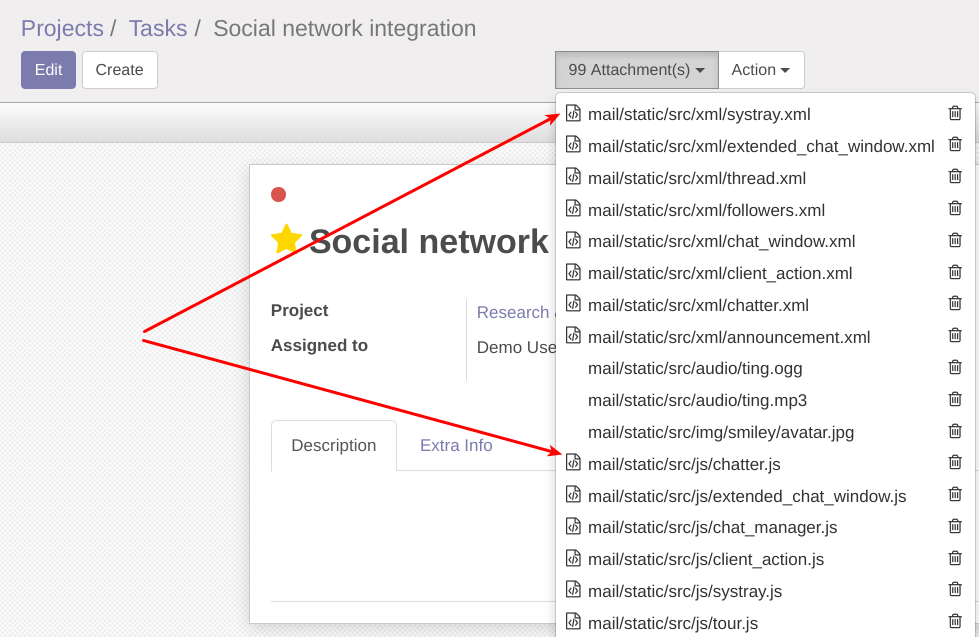 Projects / Tasks / Social network integration
Edit Create 99 Attachment(s) Action
mail/static/src/xml/systray.xml
mail/static/src/xml/extended_chat_window.xml
mail/static/src/xml/thread.xml
mail/static/src/xml/followers.xml
mail/static/src/xml/chat_window.xml
mail/static/src/xml/client_action.xml
mail/static/src/xml/chatter.xml
mail/static/src/xml/announcement.xml
mail/static/src/audio/ting.ogg
mail/static/src/audio/ting.mp3
mail/static/src/img/smiley/avatar.jpg
mail/static/src/js/chatter.js
mail/static/src/js/extended_chat_window.js
mail/static/src/js/chat_manager.js
mail/static/src/js/client_action.js
mail/static/src/js/systray.js
mail/static/src/js/tour.js
Social network
Project Research
Assigned to Demo Use
Description Extra Info